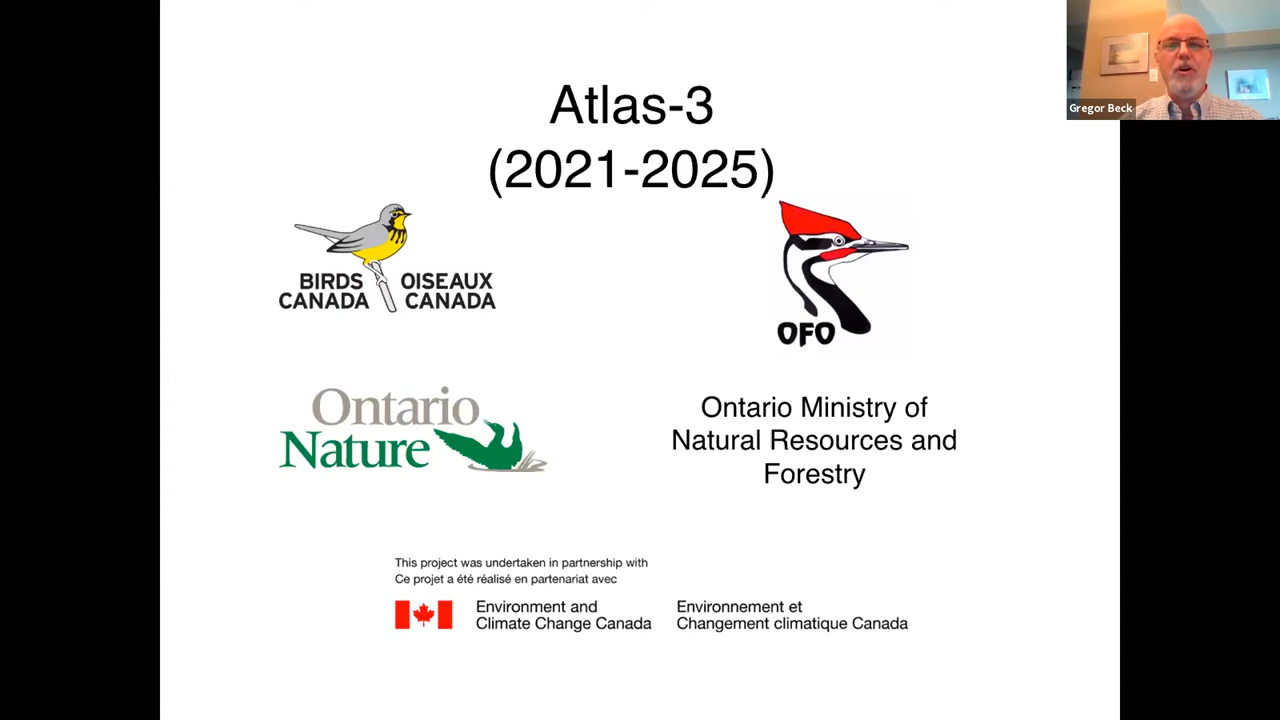 Atlas-3
(2021-2025)
Gregor Beck
BIRDS CANADA
OISEAUX CANADA
OFO
Ontario
Nature
Ontario Ministry of
Natural Resources and
Forestry
This project was undertaken in partnership with
Ce projet a été réalisé en partenariat avec
Environment and
Climate Change Canada
Environnement et
Changement climatique Canada